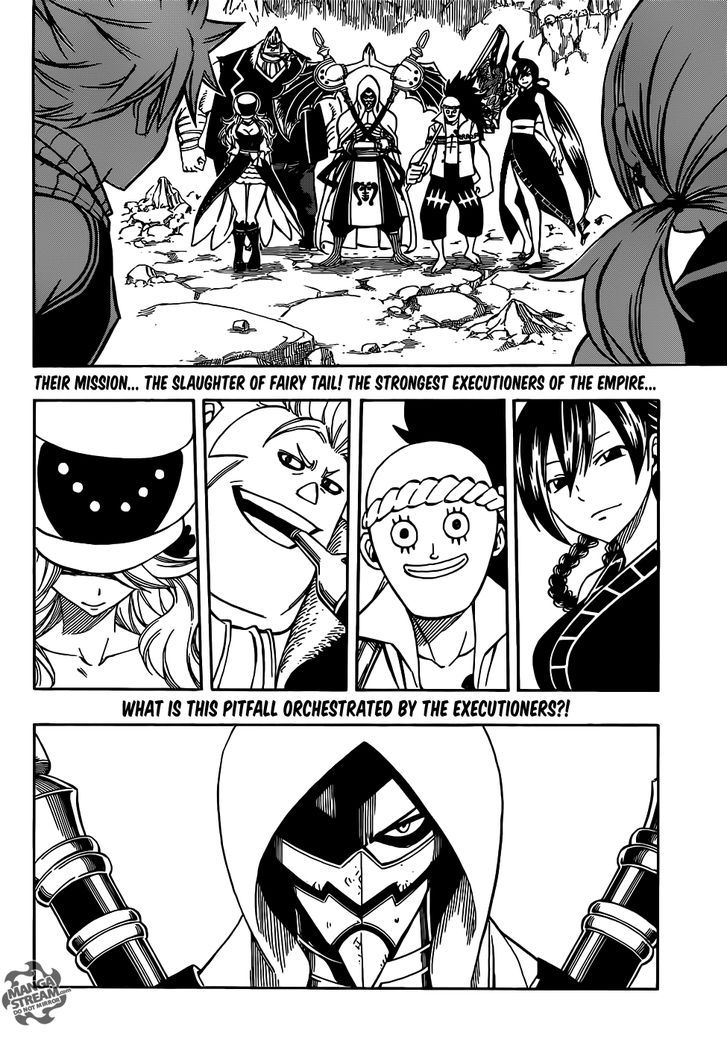 THEIR MISSION... THE SLAUGHTER OF FAIRY TAIL! THE STRONGEST EXECUTIONERS OF THE EMPIRE...
WHAT IS THIS PITFALL ORCHESTRATED BY THE EXECUTIONERS?!
MANGA
STREAM.com
DO NOT MIRROR